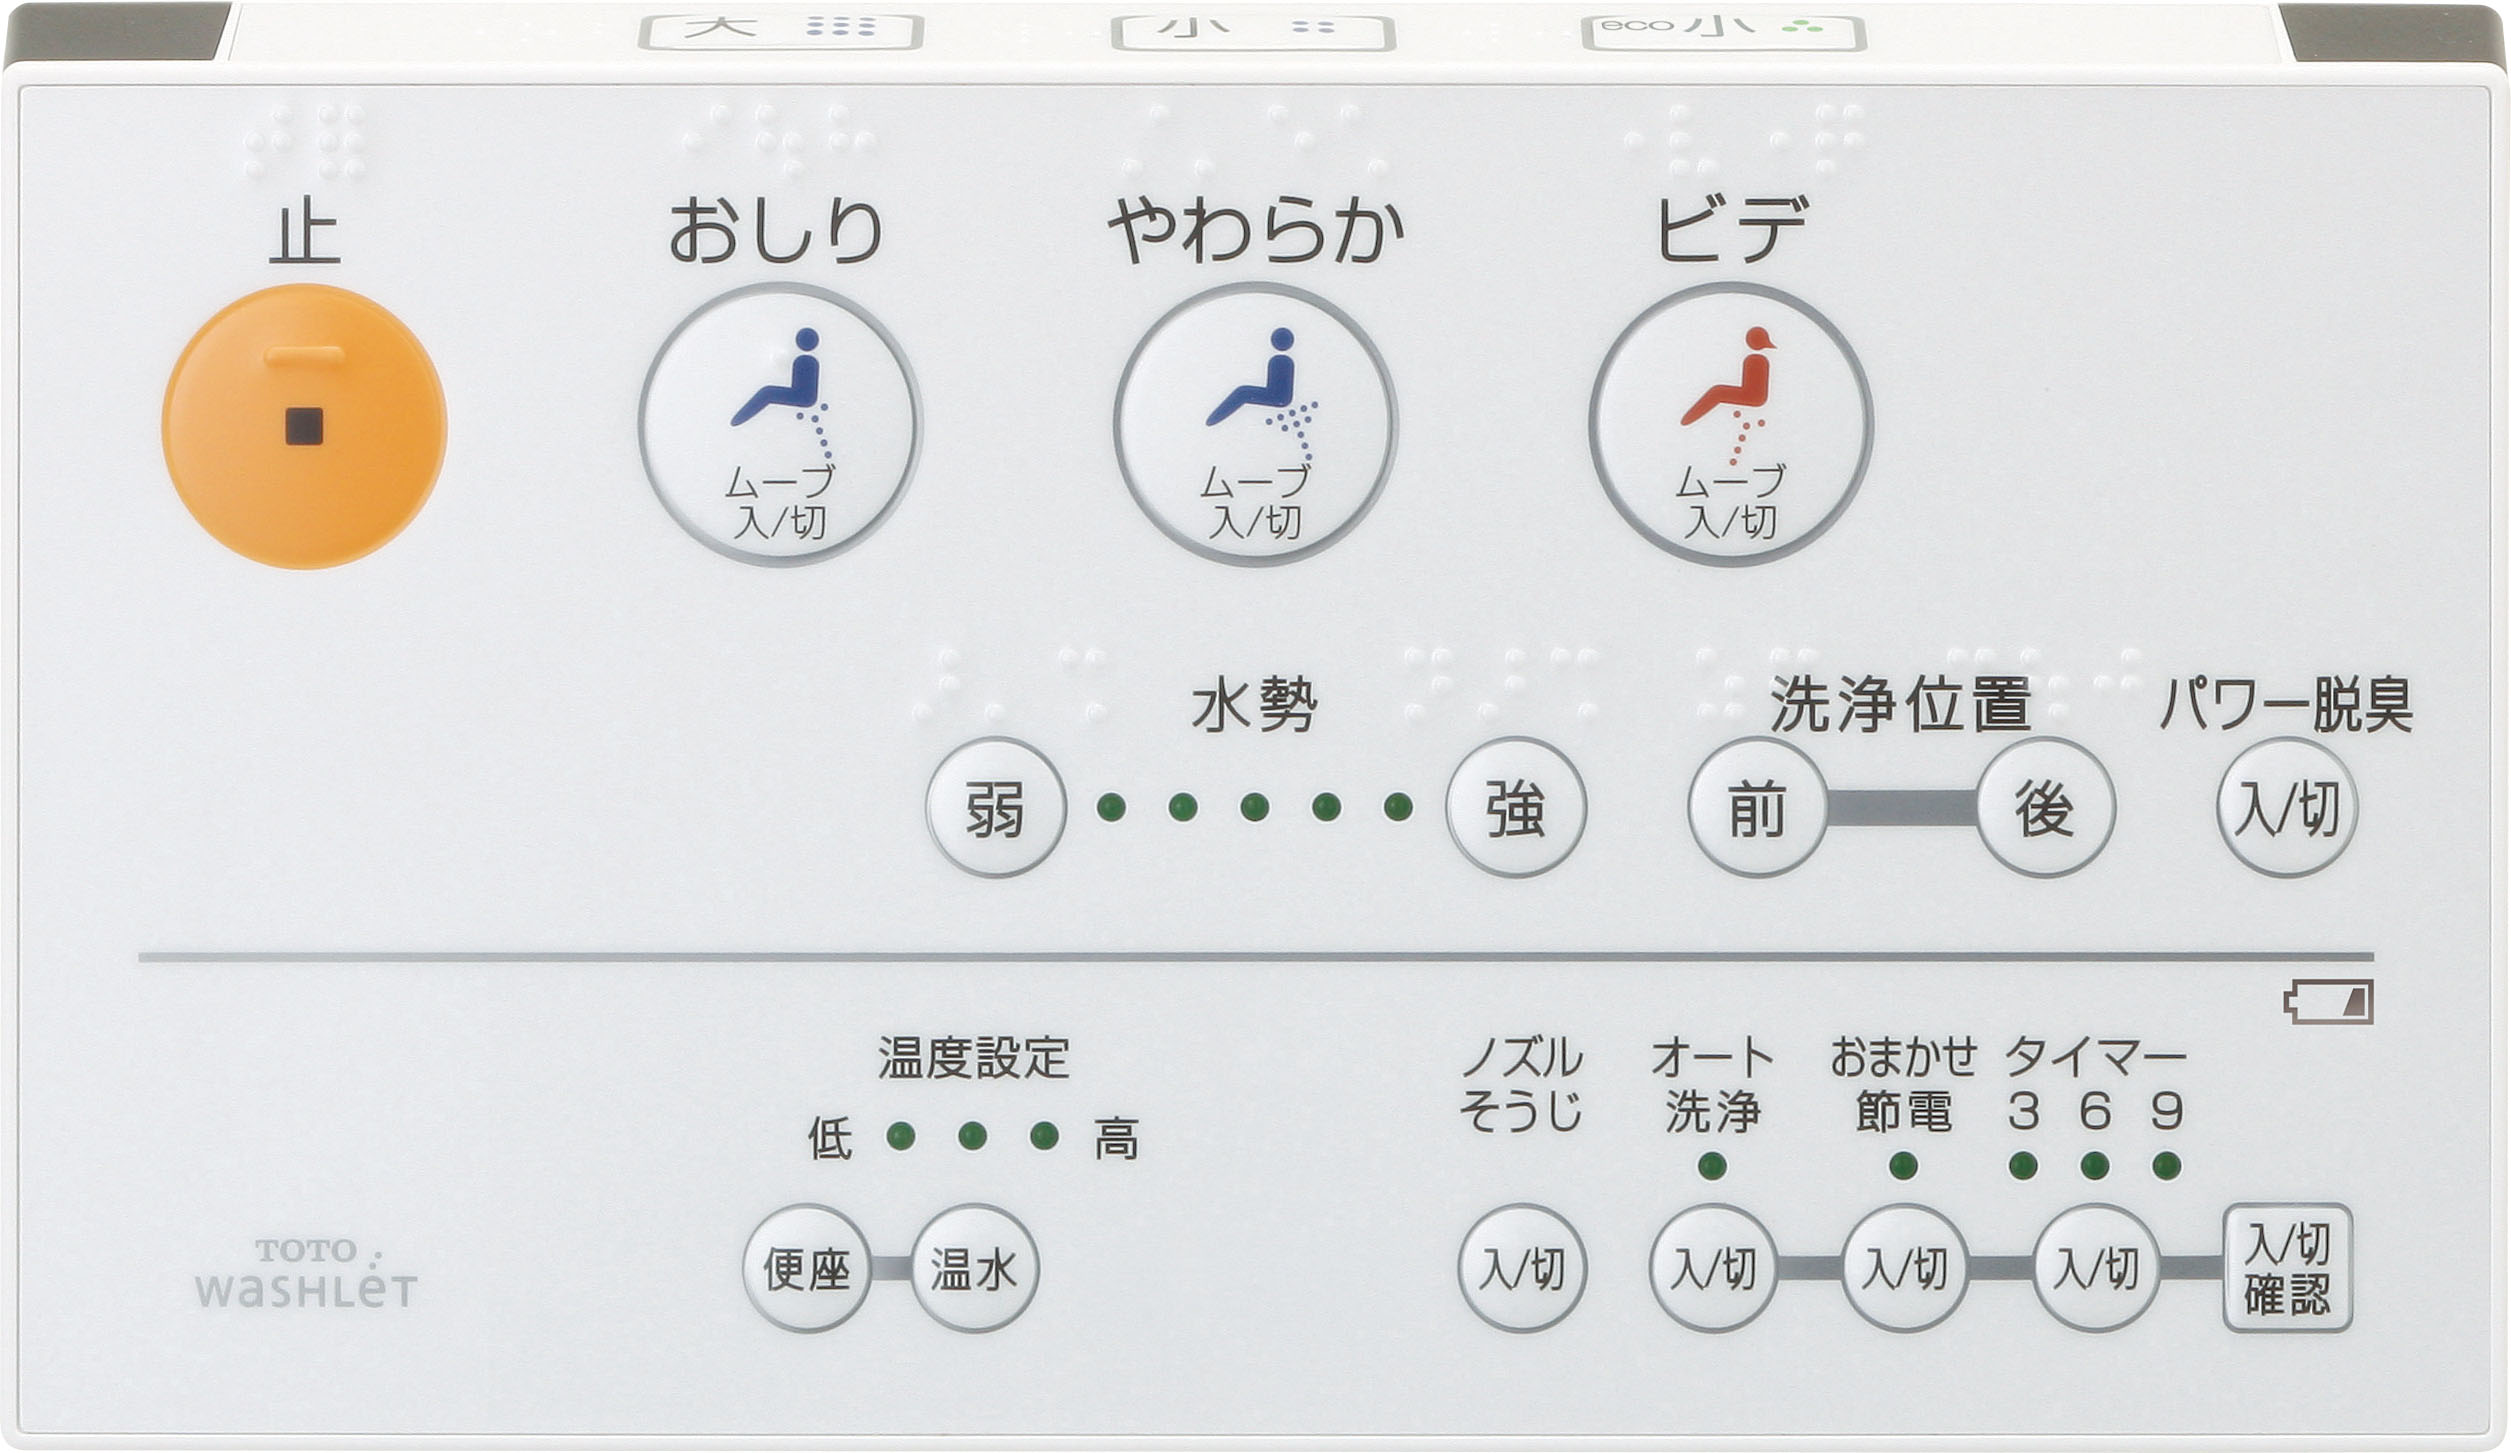 大
小
eco小
止
おしり
やわらか
ビデ
ムーブ
入/切
ムーブ
入/切
ムーブ
入/切
水勢
洗浄位置
パワー脱臭
弱
強
前
後
入/切
温度設定
低
高
便座
温水
ノズル
そうじ
オート
洗浄
おまかせ
節電
タイマー
3 6 9
入/切
入/切
入/切
入/切
入/切
確認
TOTO
WASHLET